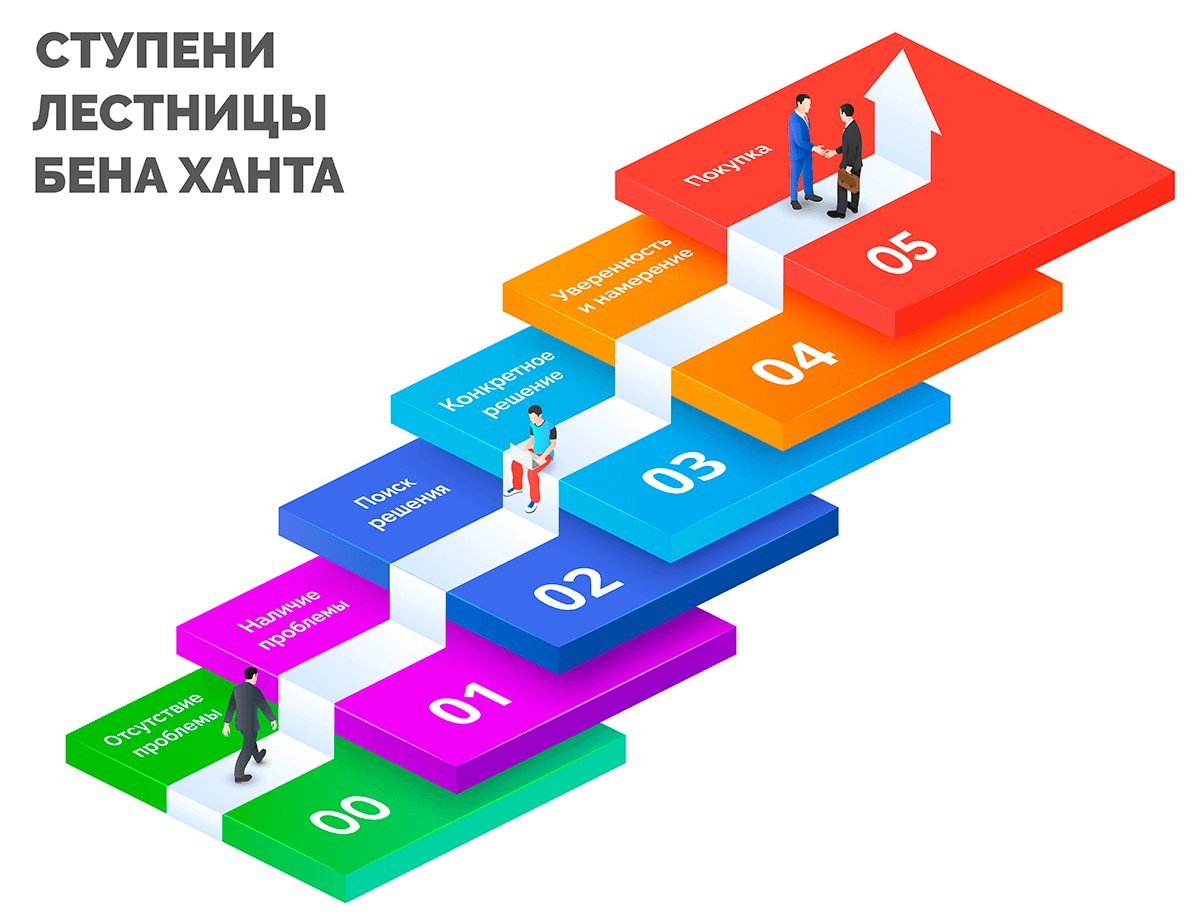 СТУПЕНИ
ЛЕСТНИЦЫ
БЕНА ХАНТА
Покупка
05
Уверенность
и намерение
04
Конкретное
решение
03
Поиск
решения
02
Наличие
проблемы
01
Отсутствие
проблемы
00